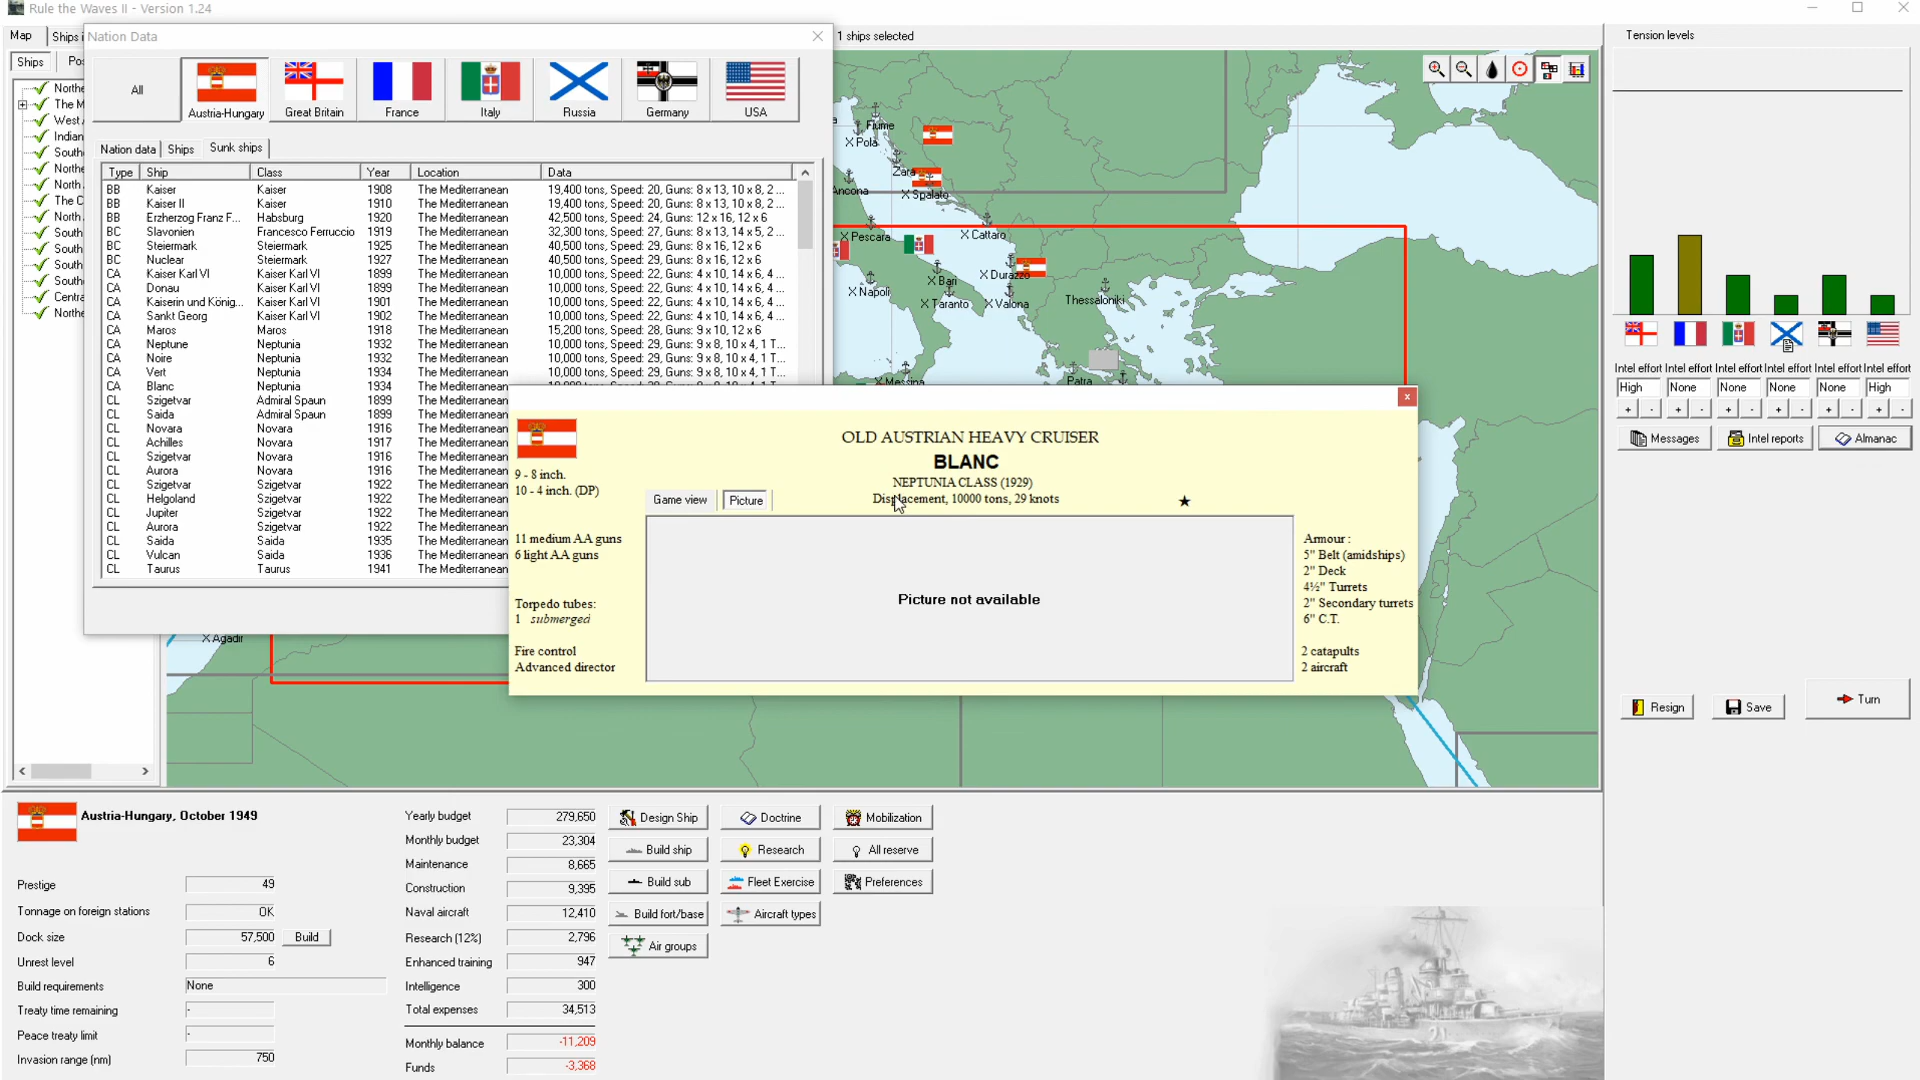 Rule the Waves II - Version 1.24
Map
Ships i
Nation Data
1 ships selected
Tension levels
Ships
Pos
Northe
The M
West A
Indian
South
Northe
North
The C
North
South
South
South
South
Centra
Northe
All
Austria-Hungary
Great Britain
France
Italy
Russia
Germany
USA
Nation data
Ships
Sunk ships
Type Ship Class Year Location Data
BB Kaiser Kaiser 1908 The Mediterranean 19,400 tons, Speed: 20, Guns: 8 x 13, 10 x 8, 2 ...
BB Kaiser II Kaiser 1910 The Mediterranean 19,400 tons, Speed: 20, Guns: 8 x 13, 10 x 8, 2 ...
BB Erzherzog Franz F... Habsburg 1920 The Mediterranean 42,500 tons, Speed: 24, Guns: 12 x 16, 12 x 6
BC Slavonien Francesco Ferruccio 1919 The Mediterranean 32,300 tons, Speed: 27, Guns: 8 x 13, 14 x 5, 2 ...
BC Steiermark Steiermark 1925 The Mediterranean 40,500 tons, Speed: 29, Guns: 8 x 16, 12 x 6
BC Nuclear Steiermark 1927 The Mediterranean 40,500 tons, Speed: 29, Guns: 8 x 16, 12 x 6
CA Kaiser Karl VI Kaiser Karl VI 1899 The Mediterranean 10,000 tons, Speed: 22, Guns: 4 x 10, 14 x 6, 4 ...
CA Donau Kaiser Karl VI 1899 The Mediterranean 10,000 tons, Speed: 22, Guns: 4 x 10, 14 x 6, 4 ...
CA Kaiserin und König... Kaiser Karl VI 1901 The Mediterranean 10,000 tons, Speed: 22, Guns: 4 x 10, 14 x 6, 4 ...
CA Sankt Georg Kaiser Karl VI 1902 The Mediterranean 10,000 tons, Speed: 22, Guns: 4 x 10, 14 x 6, 4 ...
CA Maros Maros 1918 The Mediterranean 15,200 tons, Speed: 28, Guns: 9 x 10, 12 x 6
CA Neptune Neptunia 1932 The Mediterranean 10,000 tons, Speed: 29, Guns: 9 x 8, 10 x 4, 1 T...
CA Noire Neptunia 1932 The Mediterranean 10,000 tons, Speed: 29, Guns: 9 x 8, 10 x 4, 1 T...
CA Vert Neptunia 1934 The Mediterranean 10,000 tons, Speed: 29, Guns: 9 x 8, 10 x 4, 1 T...
CA Blanc Neptunia 1934 The Mediterranean
CL Szigetvar Admiral Spaun 1899 The Mediterranean
CL Saida Admiral Spaun 1899 The Mediterranean
CL Novara Novara 1916 The Mediterranean
CL Achilles Novara 1917 The Mediterranean
CL Szigetvar Novara 1916 The Mediterranean
CL Aurora Novara 1916 The Mediterranean
CL Szigetvar Szigetvar 1922 The Mediterranean
CL Helgoland Szigetvar 1922 The Mediterranean
CL Jupiter Szigetvar 1922 The Mediterranean
CL Aurora Szigetvar 1922 The Mediterranean
CL Saida Saida 1935 The Mediterranean
CL Vulcan Saida 1936 The Mediterranean
CL Taurus Taurus 1941 The Mediterranean
Fiume
X Pola
Zara
Ancona
X Spalato
X Pescara
X Cattaro
X Bari
X Durazzo
X Napoli
X Taranto
X Valona
Thessaloniki
X Messina
Patra
X Agadir
OLD AUSTRIAN HEAVY CRUISER
BLANC
NEPTUNIA CLASS (1929)
Displacement, 10000 tons, 29 knots
★
9 - 8 inch.
10 - 4 inch. (DP)
Game view
Picture
11 medium AA guns
6 light AA guns
Torpedo tubes:
1 submerged
Fire control
Advanced director
Picture not available
Armour :
5" Belt (amidships)
2" Deck
4½" Turrets
2" Secondary turrets
6" C.T.
2 catapults
2 aircraft
Intel effort Intel effort Intel effort Intel effort Intel effort Intel effort
High None None None None High
+ - + - + - + - + - + -
Messages
Intel reports
Almanac
Resign
Save
Turn
Austria-Hungary, October 1949
Prestige 49
Tonnage on foreign stations OK
Dock size 57,500 Build
Unrest level 6
Build requirements None
Treaty time remaining -
Peace treaty limit -
Invasion range (nm) 750
Yearly budget 279,650
Monthly budget 23,304
Maintenance 8,665
Construction 9,395
Naval aircraft 12,410
Research (12%) 2,796
Enhanced training 947
Intelligence 300
Total expenses 34,513
Monthly balance -11,209
Funds -3,368
Design Ship
Doctrine
Mobilization
Build ship
Research
All reserve
Build sub
Fleet Exercise
Preferences
Build fort/base
Aircraft types
Air groups